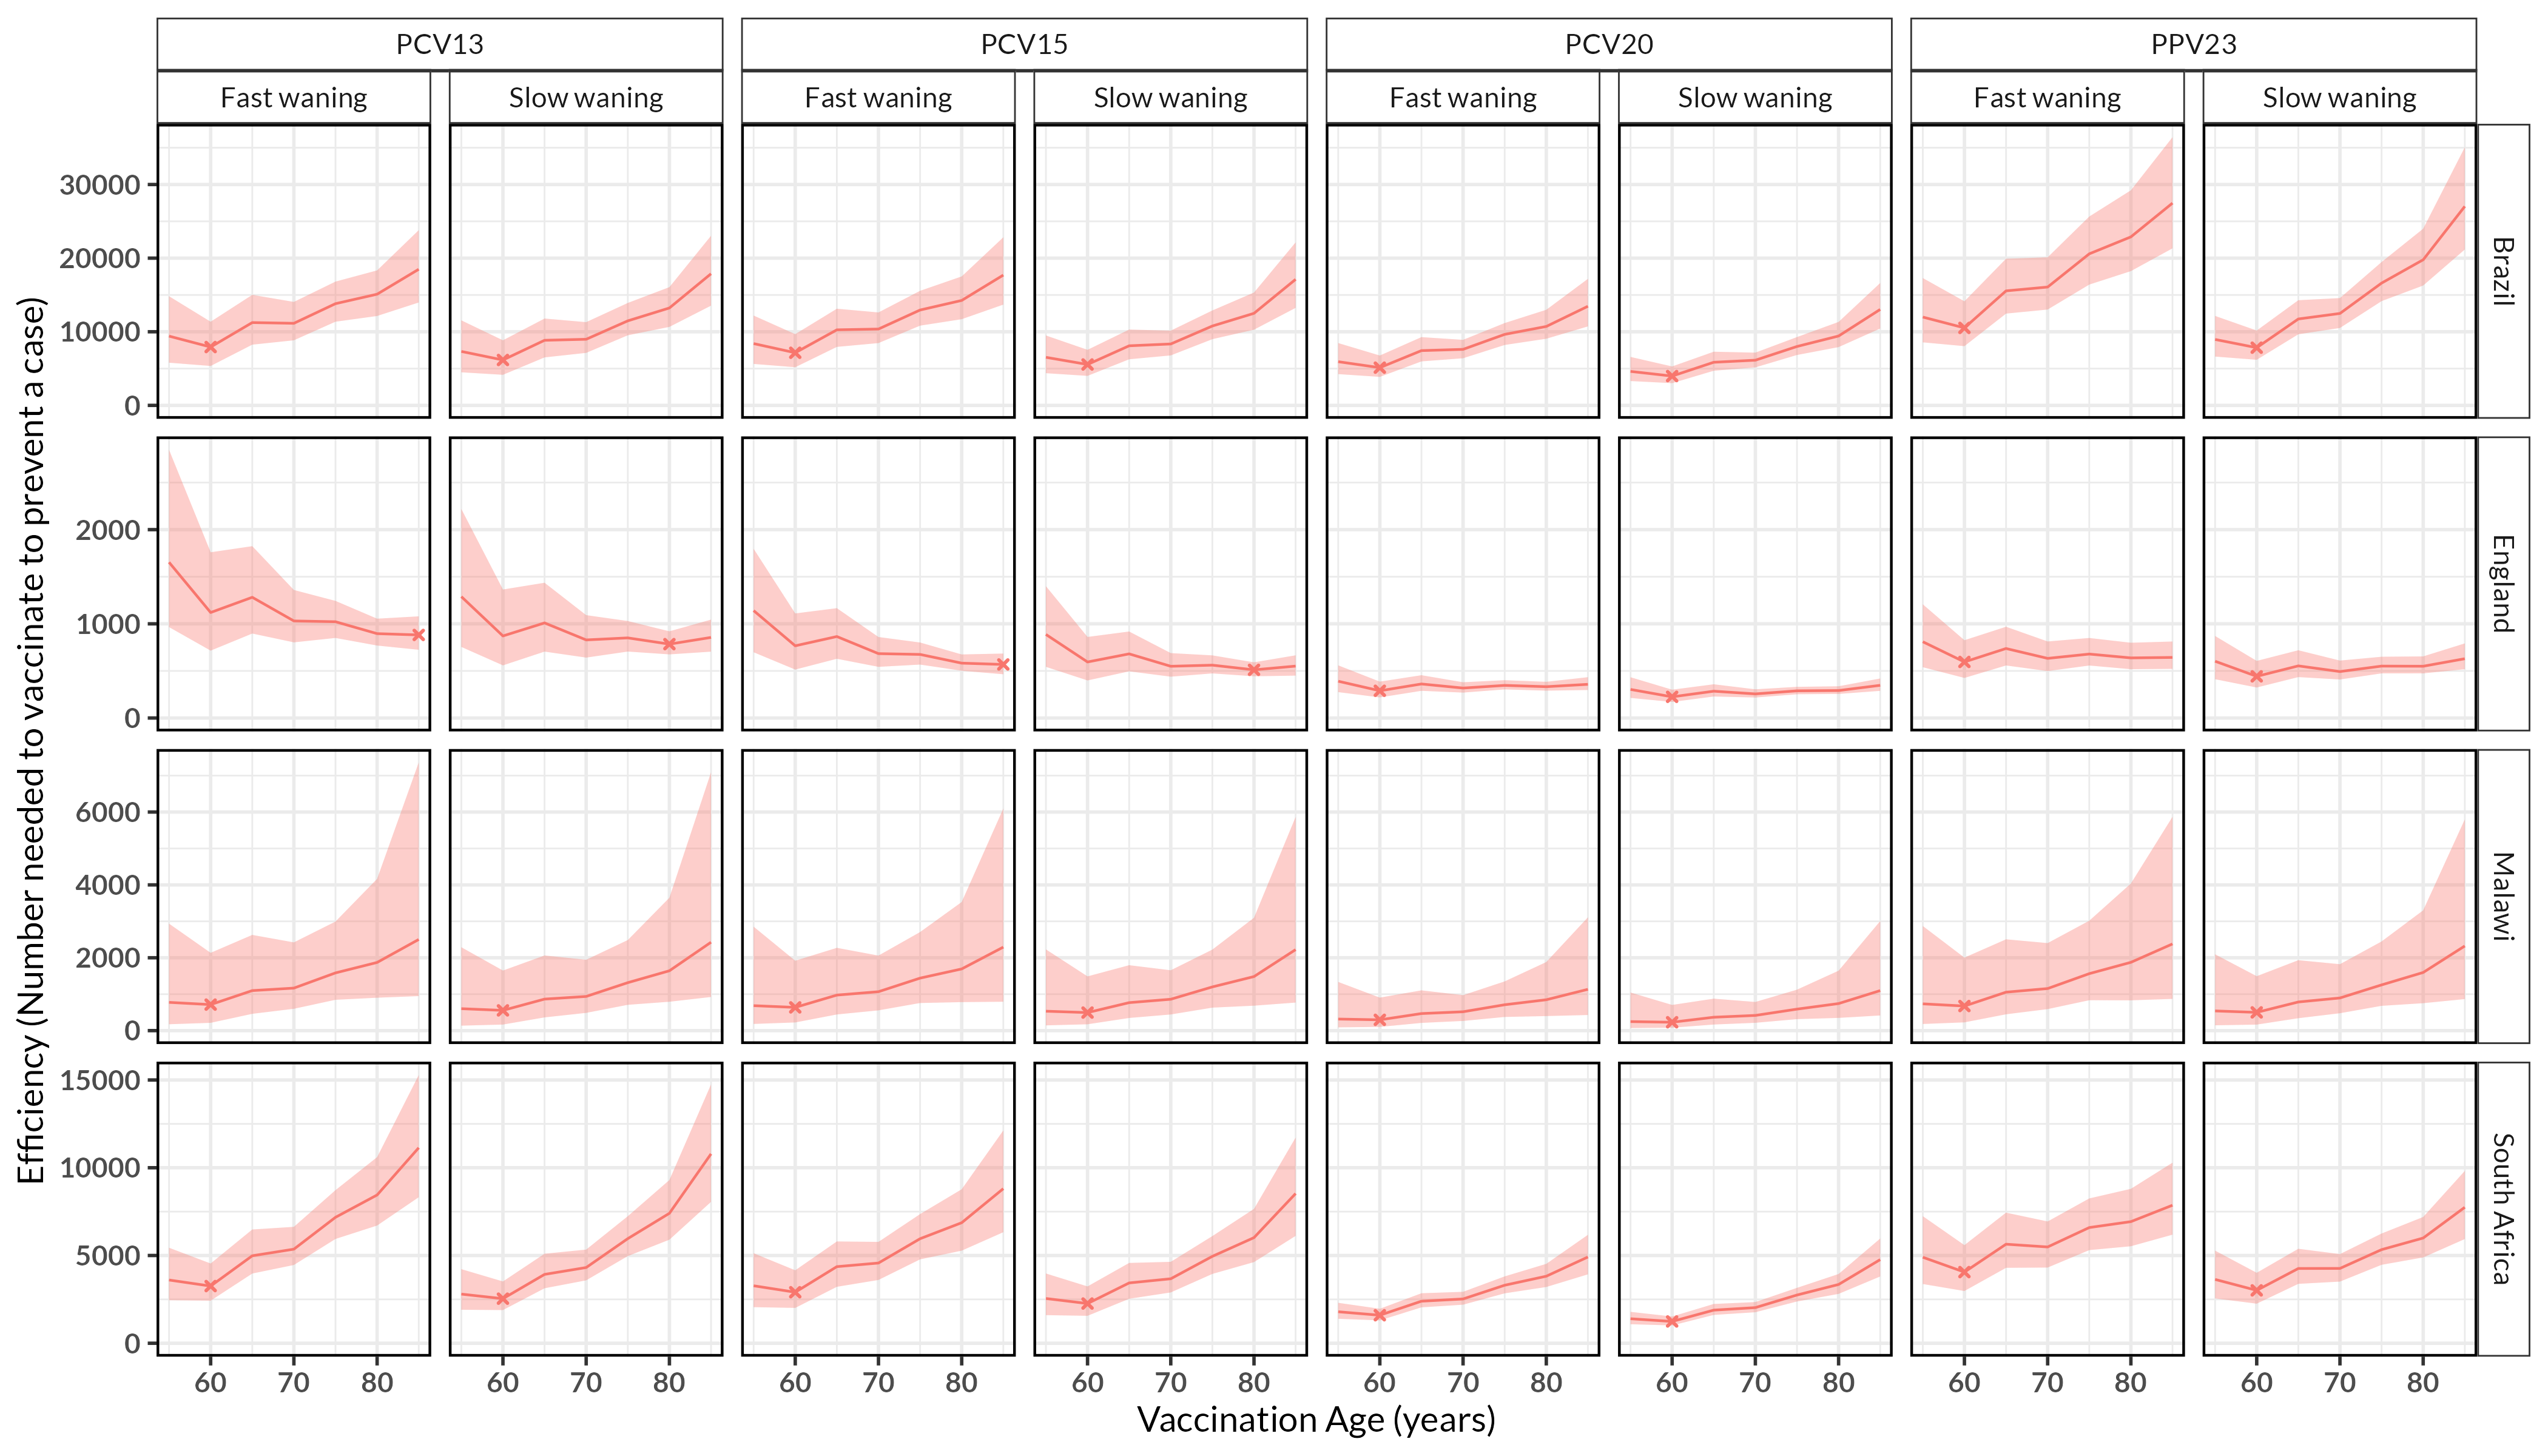 PCV13 PCV15 PCV20 PPV23
Fast waning Slow waning Fast waning Slow waning Fast waning Slow waning Fast waning Slow waning
Efficiency (Number needed to vaccinate to prevent a case)
30000
20000
10000
0
Brazil
2000
1000
0
England
6000
4000
2000
0
Malawi
15000
10000
5000
0
South Africa
60 70 80 60 70 80 60 70 80 60 70 80 60 70 80 60 70 80 60 70 80 60 70 80
Vaccination Age (years)